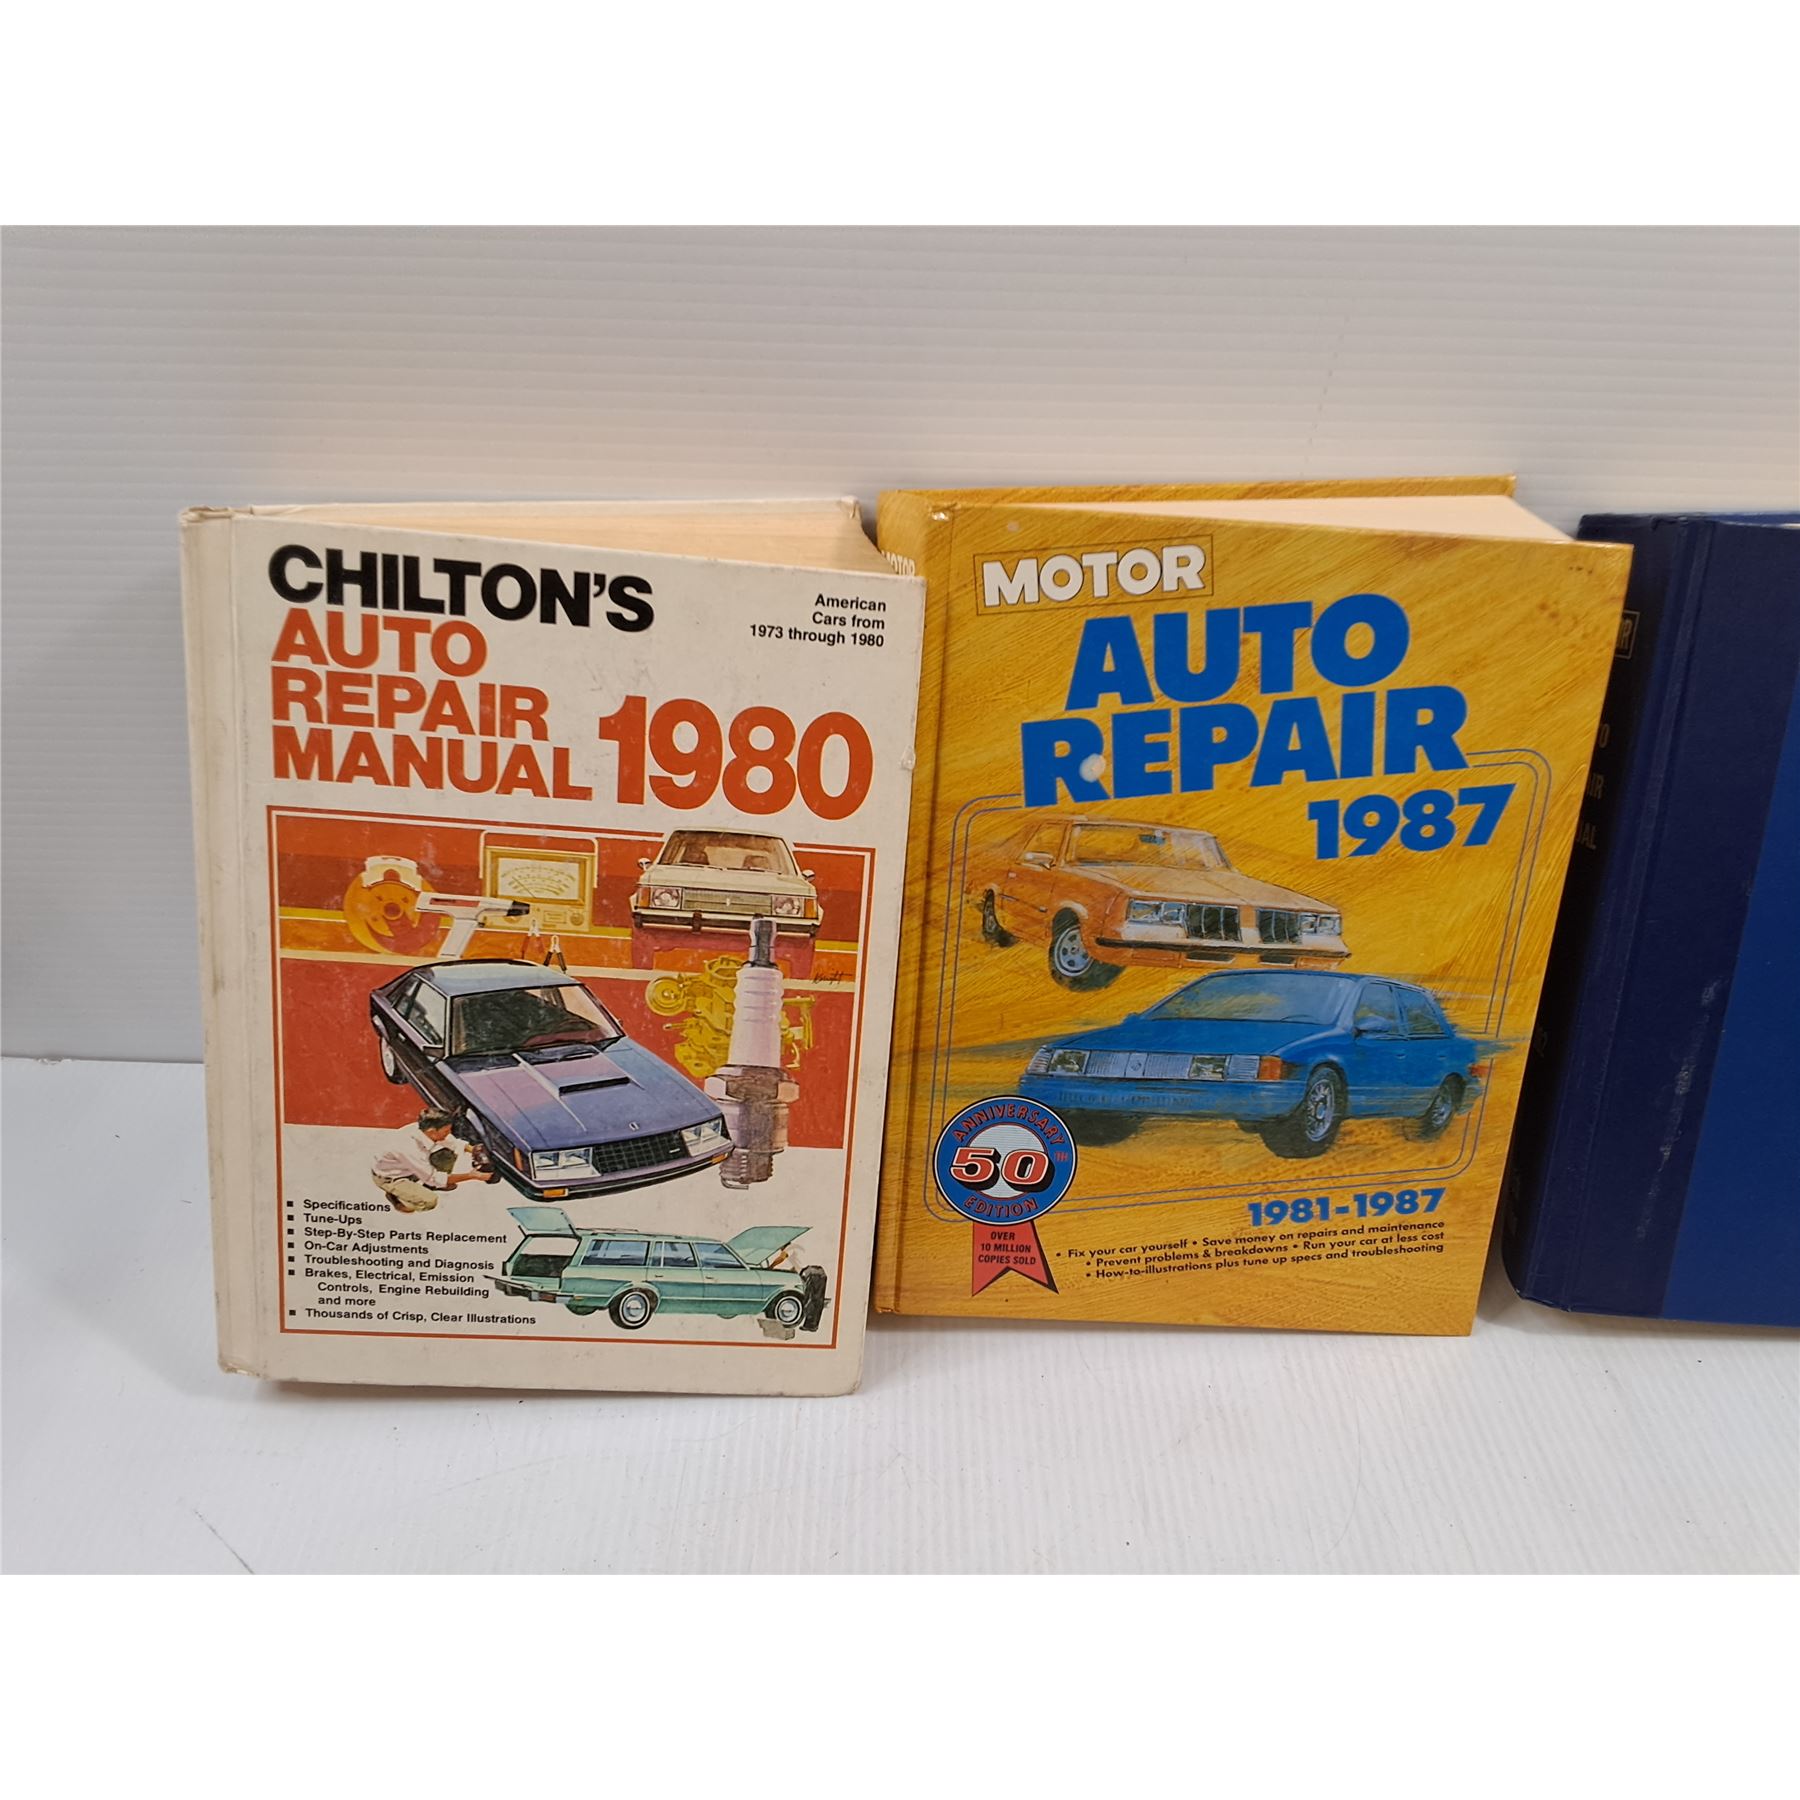 CHILTON'S
AUTO
REPAIR
MANUAL 1980
American
Cars from
1973 through 1980
Specifications
Tune-Ups
Step-By-Step Parts Replacement
On-Car Adjustments
Troubleshooting and Diagnosis
Brakes, Electrical, Emission
Controls, Engine Rebuilding
and more
Thousands of Crisp, Clear Illustrations
MOTOR
MOTOR
AUTO
REPAIR
1987
ANNIVERSARY
50TH
EDITION
OVER
10 MILLION
COPIES SOLD
1981-1987
• Fix your car yourself • Save money on repairs and maintenance
• Prevent problems & breakdowns • Run your car at less cost
• How-to-illustrations plus tune up specs and troubleshooting